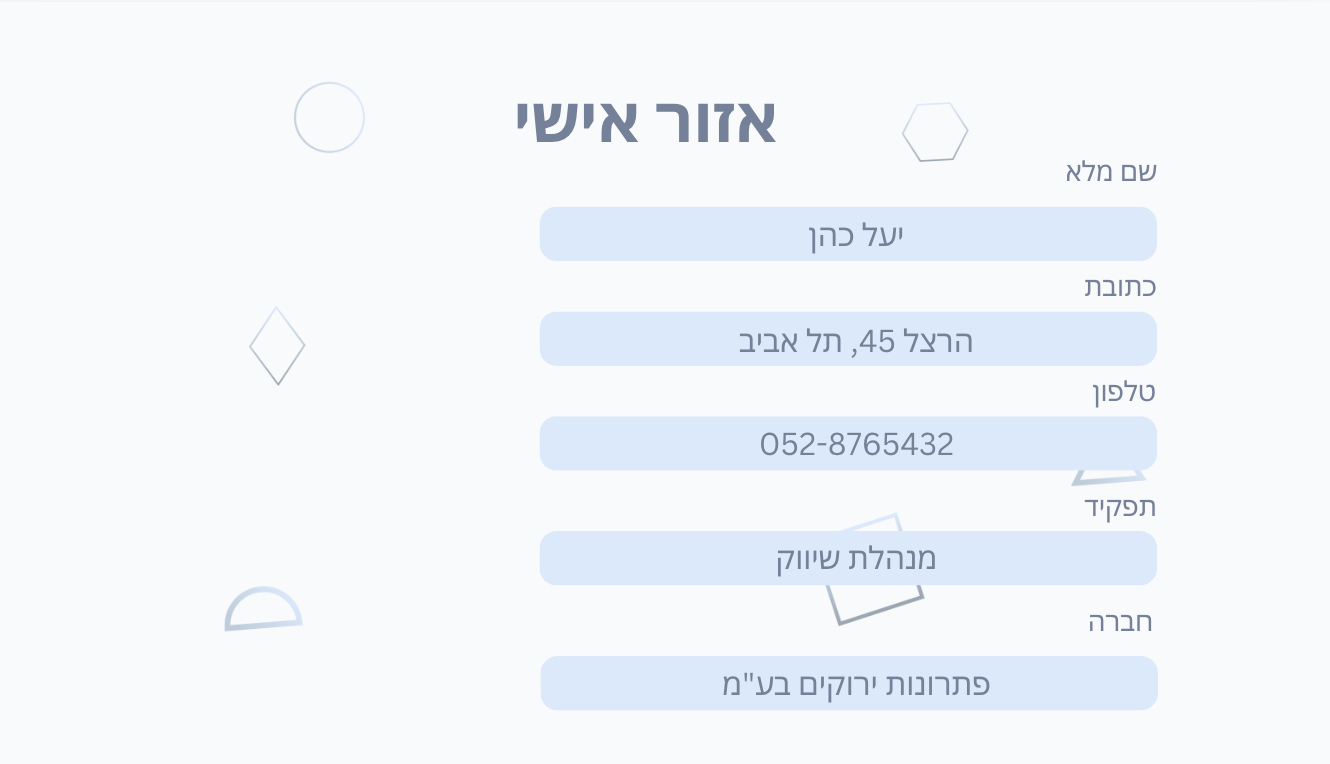 אזור אישי
שם מלא
יעל כהן
כתובת
הרצל 45, תל אביב
טלפון
052-8765432
תפקיד
מנהלת שיווק
חברה
פתרונות ירוקים בע"מ